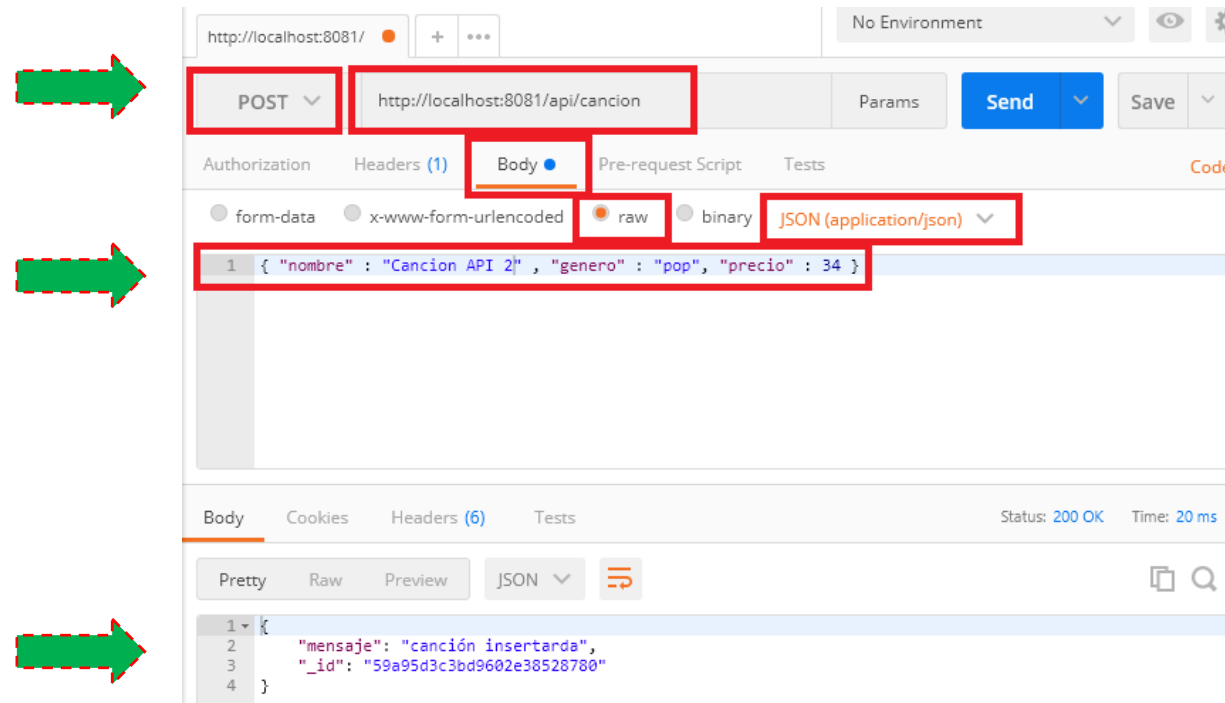 http://localhost:8081/ + ••• No Environment
POST http://localhost:8081/api/cancion Params Send Save
Authorization Headers (1) Body Pre-request Script Tests Code
form-data x-www-form-urlencoded raw binary JSON (application/json)
1 { "nombre" : "Cancion API 2" , "genero" : "pop", "precio" : 34 }
Body Cookies Headers (6) Tests Status: 200 OK Time: 20 ms
Pretty Raw Preview JSON
1 {
2 "mensaje": "canción insertarda",
3 "_id": "59a95d3c3bd9602e38528780"
4 }